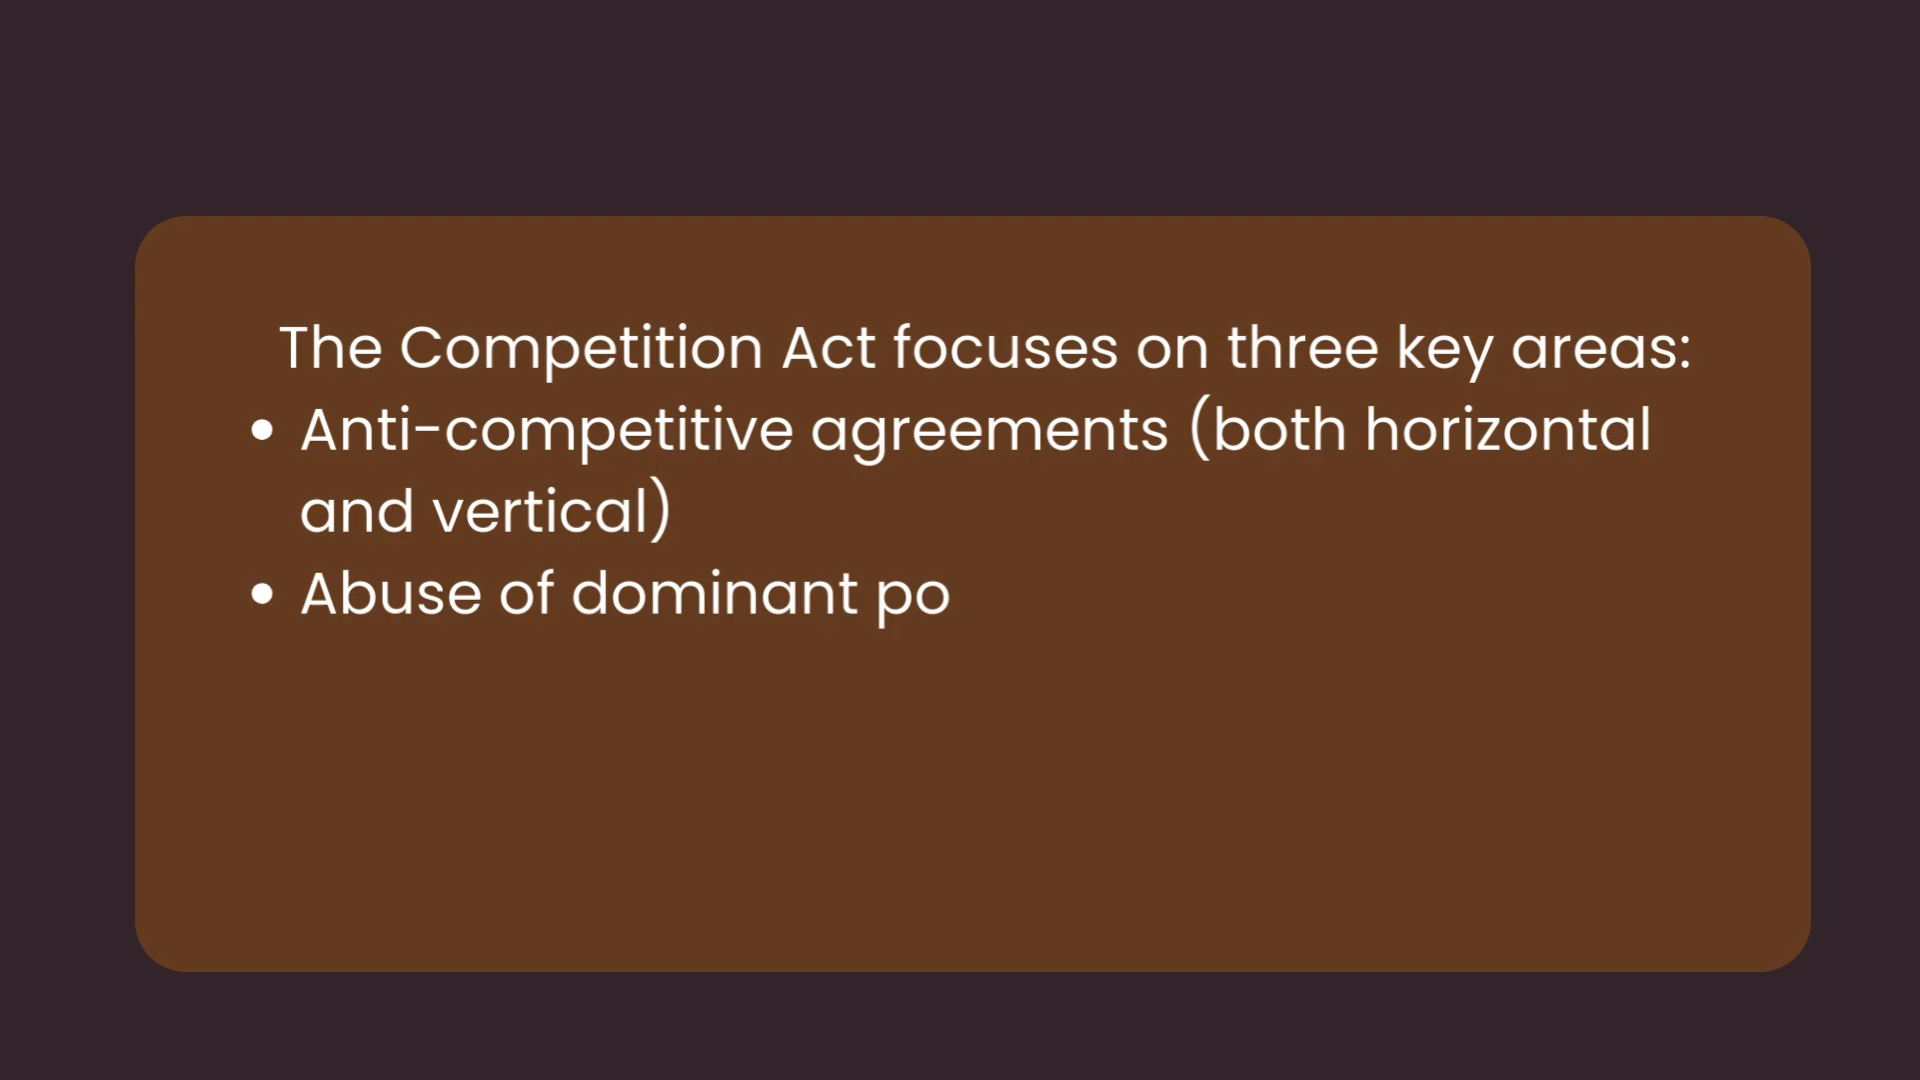 The Competition Act focuses on three key areas:
• Anti-competitive agreements (both horizontal
and vertical)
• Abuse of dominant po